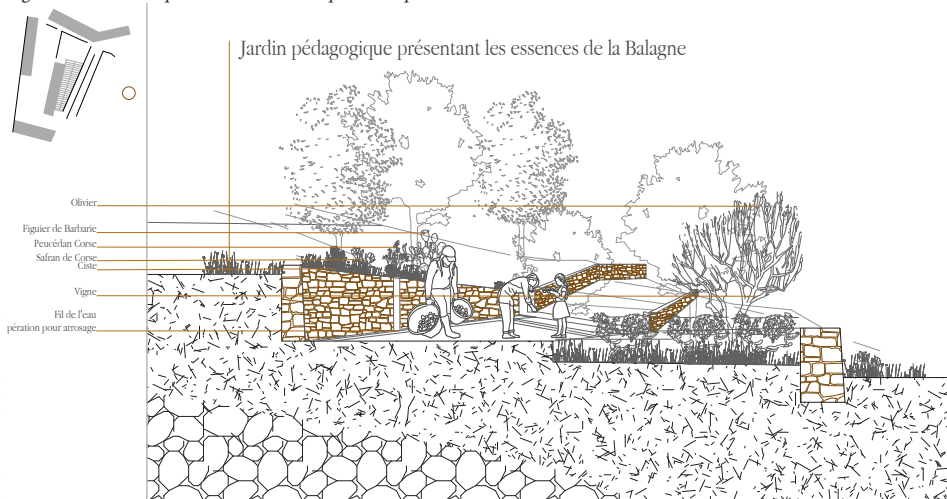 Jardin pédagogique présentant les essences de la Balagne
Olivier
Figuier de Barbarie
Peucédan Corse
Safran de Corse
Ciste
Vigne
Fil de l'eau
pération pour arrosage